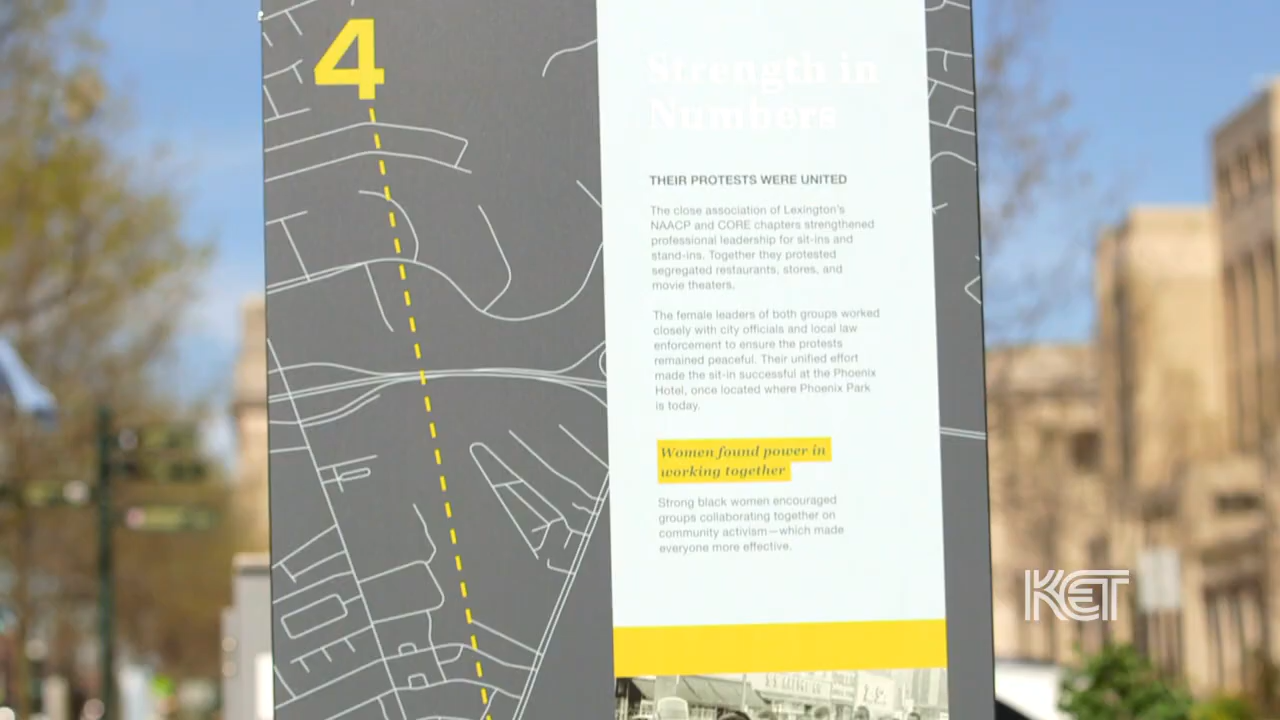 4
Strength in
Numbers
THEIR PROTESTS WERE UNITED
The close association of Lexington's
NAACP and CORE chapters strengthened
professional leadership for sit-ins and
stand-ins. Together they protested
segregated restaurants, stores, and
movie theaters.
The female leaders of both groups worked
closely with city officials and local law
enforcement to ensure the protests
remained peaceful. Their unified effort
made the sit-in successful at the Phoenix
Hotel, once located where Phoenix Park
is today.
Women found power in
working together
Strong black women encouraged
groups collaborating together on
community activism—which made
everyone more effective.
KET